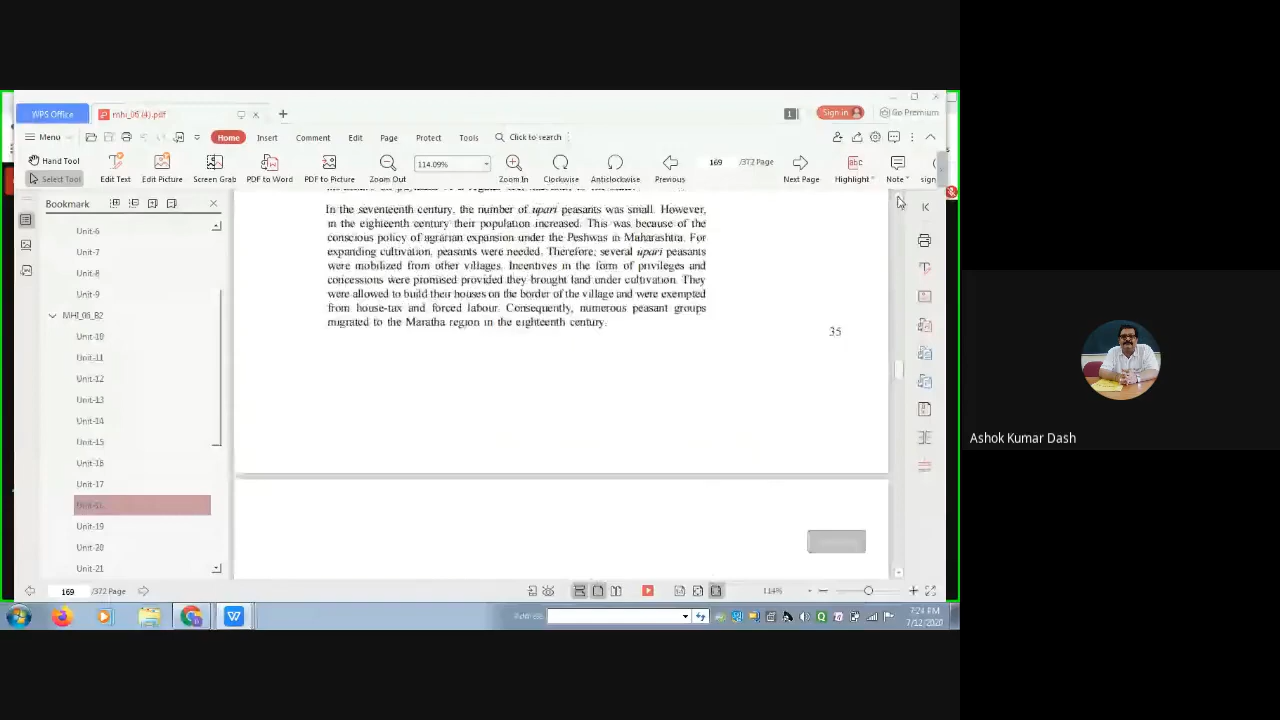 WPS Office
mhi_06 (4).pdf
1
Sign in
Go Premium
Menu
Home
Insert
Comment
Edit
Page
Protect
Tools
Click to search
Hand Tool
Select Tool
Edit Text
Edit Picture
Screen Grab
PDF to Word
PDF to Picture
Zoom Out
114.09%
Zoom In
Clockwise
Anticlockwise
Previous
169
/372 Page
Next Page
Highlight
Note
sign
Bookmark
Unit-6
Unit-7
Unit-8
Unit-9
MHI_06_B2
Unit-10
Unit-11
Unit-12
Unit-13
Unit-14
Unit-15
Unit-16
Unit-17
Unit-19
Unit-20
Unit-21
In the seventeenth century, the number of upari peasants was small. However,
in the eighteenth century their population increased. This was because of the
conscious policy of agrarian expansion under the Peshwas in Maharashtra. For
expanding cultivation, peasants were needed. Therefore, several upari peasants
were mobilized from other villages. Incentives in the form of privileges and
concessions were promised provided they brought land under cultivation. They
were allowed to build their houses on the border of the village and were exempted
from house-tax and forced labour. Consequently, numerous peasant groups
migrated to the Maratha region in the eighteenth century.
35
169
/372 Page
114%
Address
7:24 PM
7/12/2020
Ashok Kumar Dash